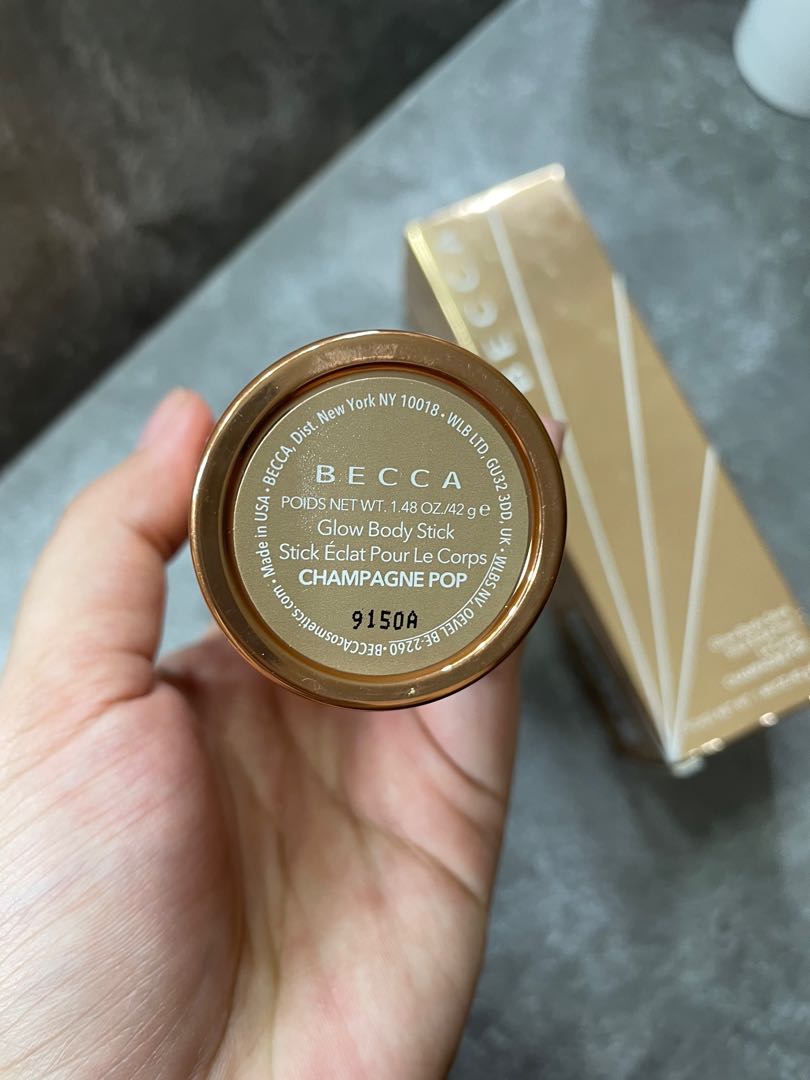 BECCA
POIDS NET WT. 1.48 OZ./42 g ℮
Glow Body Stick
Stick Éclat Pour Le Corps
CHAMPAGNE POP
9150A
Made in USA • BECCA, Dist. New York NY 10018 • WLB LTD, GU32 3DD, UK • WLBS NV, OEVEL BE-2260 • BECCAcosmetics.com •
BECCA